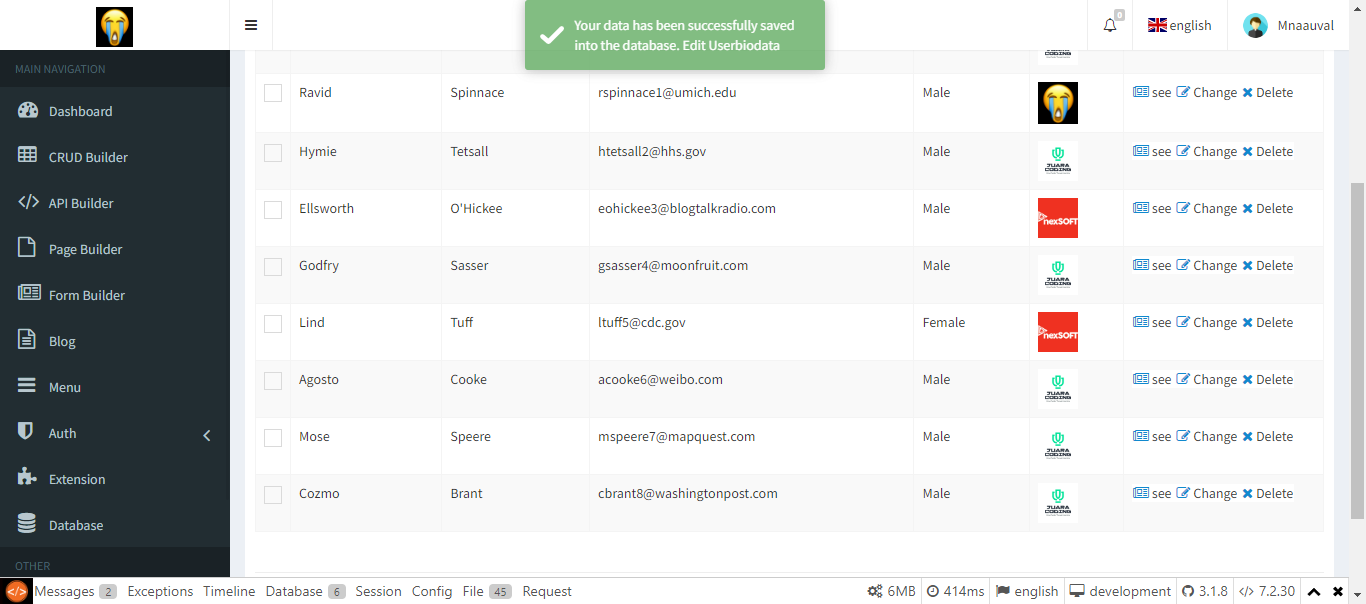 0
english
Mnaauval
Your data has been successfully saved
into the database. Edit Userbiodata
MAIN NAVIGATION
Dashboard
CRUD Builder
API Builder
Page Builder
Form Builder
Blog
Menu
Auth
Extension
Database
OTHER
JUARA
CODING
Ravid Spinnace rspinnace1@umich.edu Male see Change Delete
Hymie Tetsall htetsall2@hhs.gov Male JUARA CODING see Change Delete
Ellsworth O'Hickee eohickee3@blogtalkradio.com Male nexSOFT see Change Delete
Godfry Sasser gsasser4@moonfruit.com Male JUARA CODING see Change Delete
Lind Tuff ltuff5@cdc.gov Female nexSOFT see Change Delete
Agosto Cooke acooke6@weibo.com Male JUARA CODING see Change Delete
Mose Speere mspeere7@mapquest.com Male JUARA CODING see Change Delete
Cozmo Brant cbrant8@washingtonpost.com Male JUARA CODING see Change Delete
Messages 2 Exceptions Timeline Database 6 Session Config File 45 Request 6MB 414ms english development 3.1.8 7.2.30